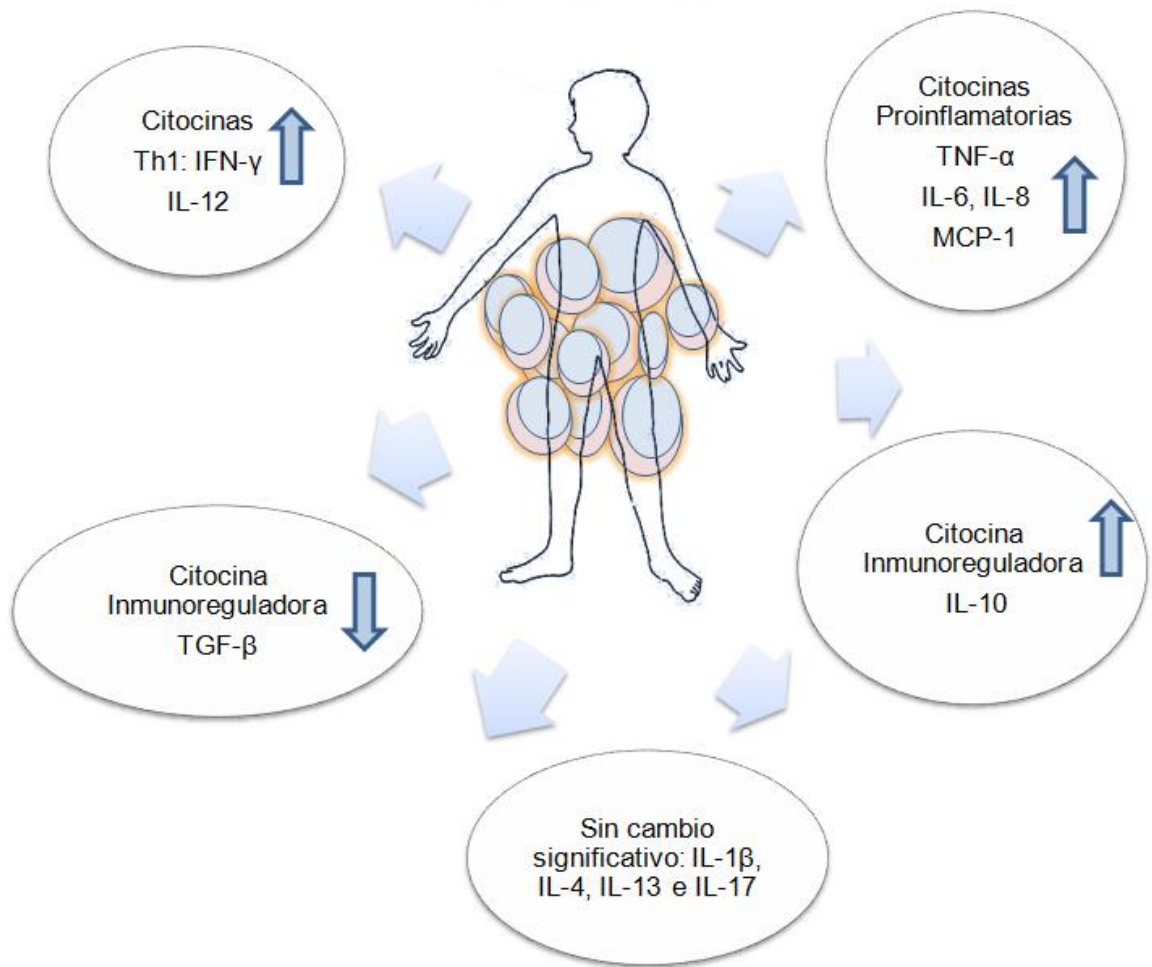 Citocinas
Th1: IFN-γ
IL-12
Citocinas
Proinflamatorias
TNF-α
IL-6, IL-8
MCP-1
Citocina
Inmunoreguladora
TGF-β
Citocina
Inmunoreguladora
IL-10
Sin cambio
significativo: IL-1β,
IL-4, IL-13 e IL-17